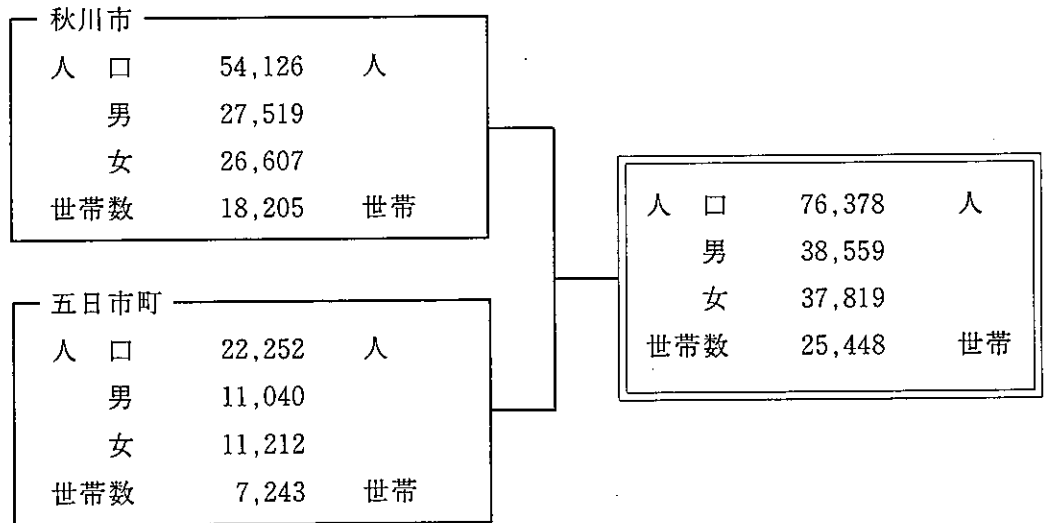 秋川市
人 口 54,126 人
男 27,519
女 26,607
世帯数 18,205 世帯
五日市町
人 口 22,252 人
男 11,040
女 11,212
世帯数 7,243 世帯
人 口 76,378 人
男 38,559
女 37,819
世帯数 25,448 世帯